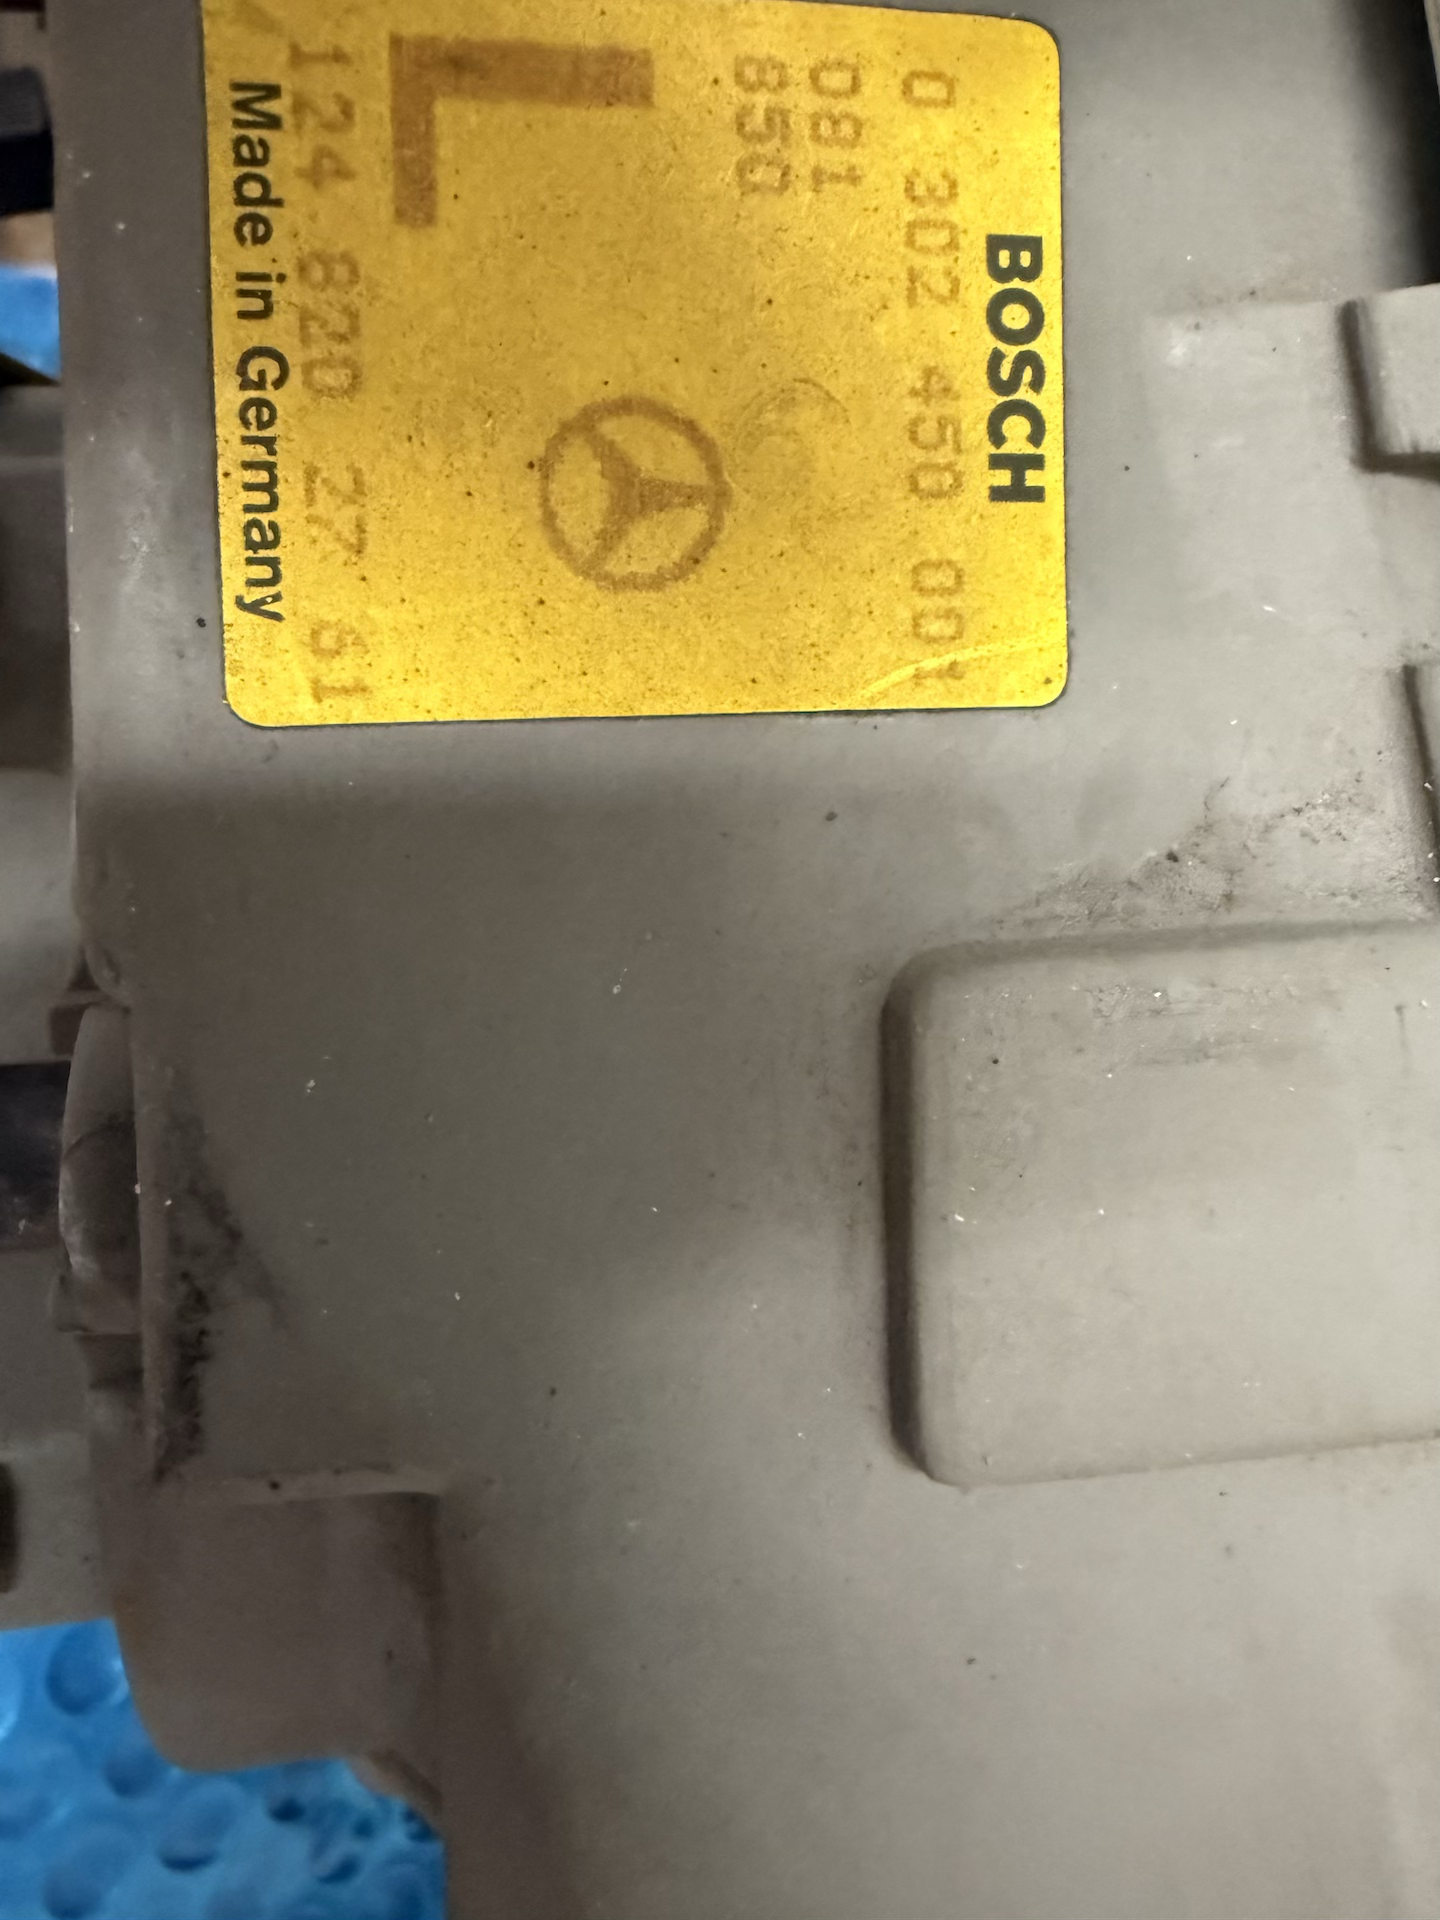 BOSCH
0 302 450 001
081
850
L
124 820 27 61
Made in Germany